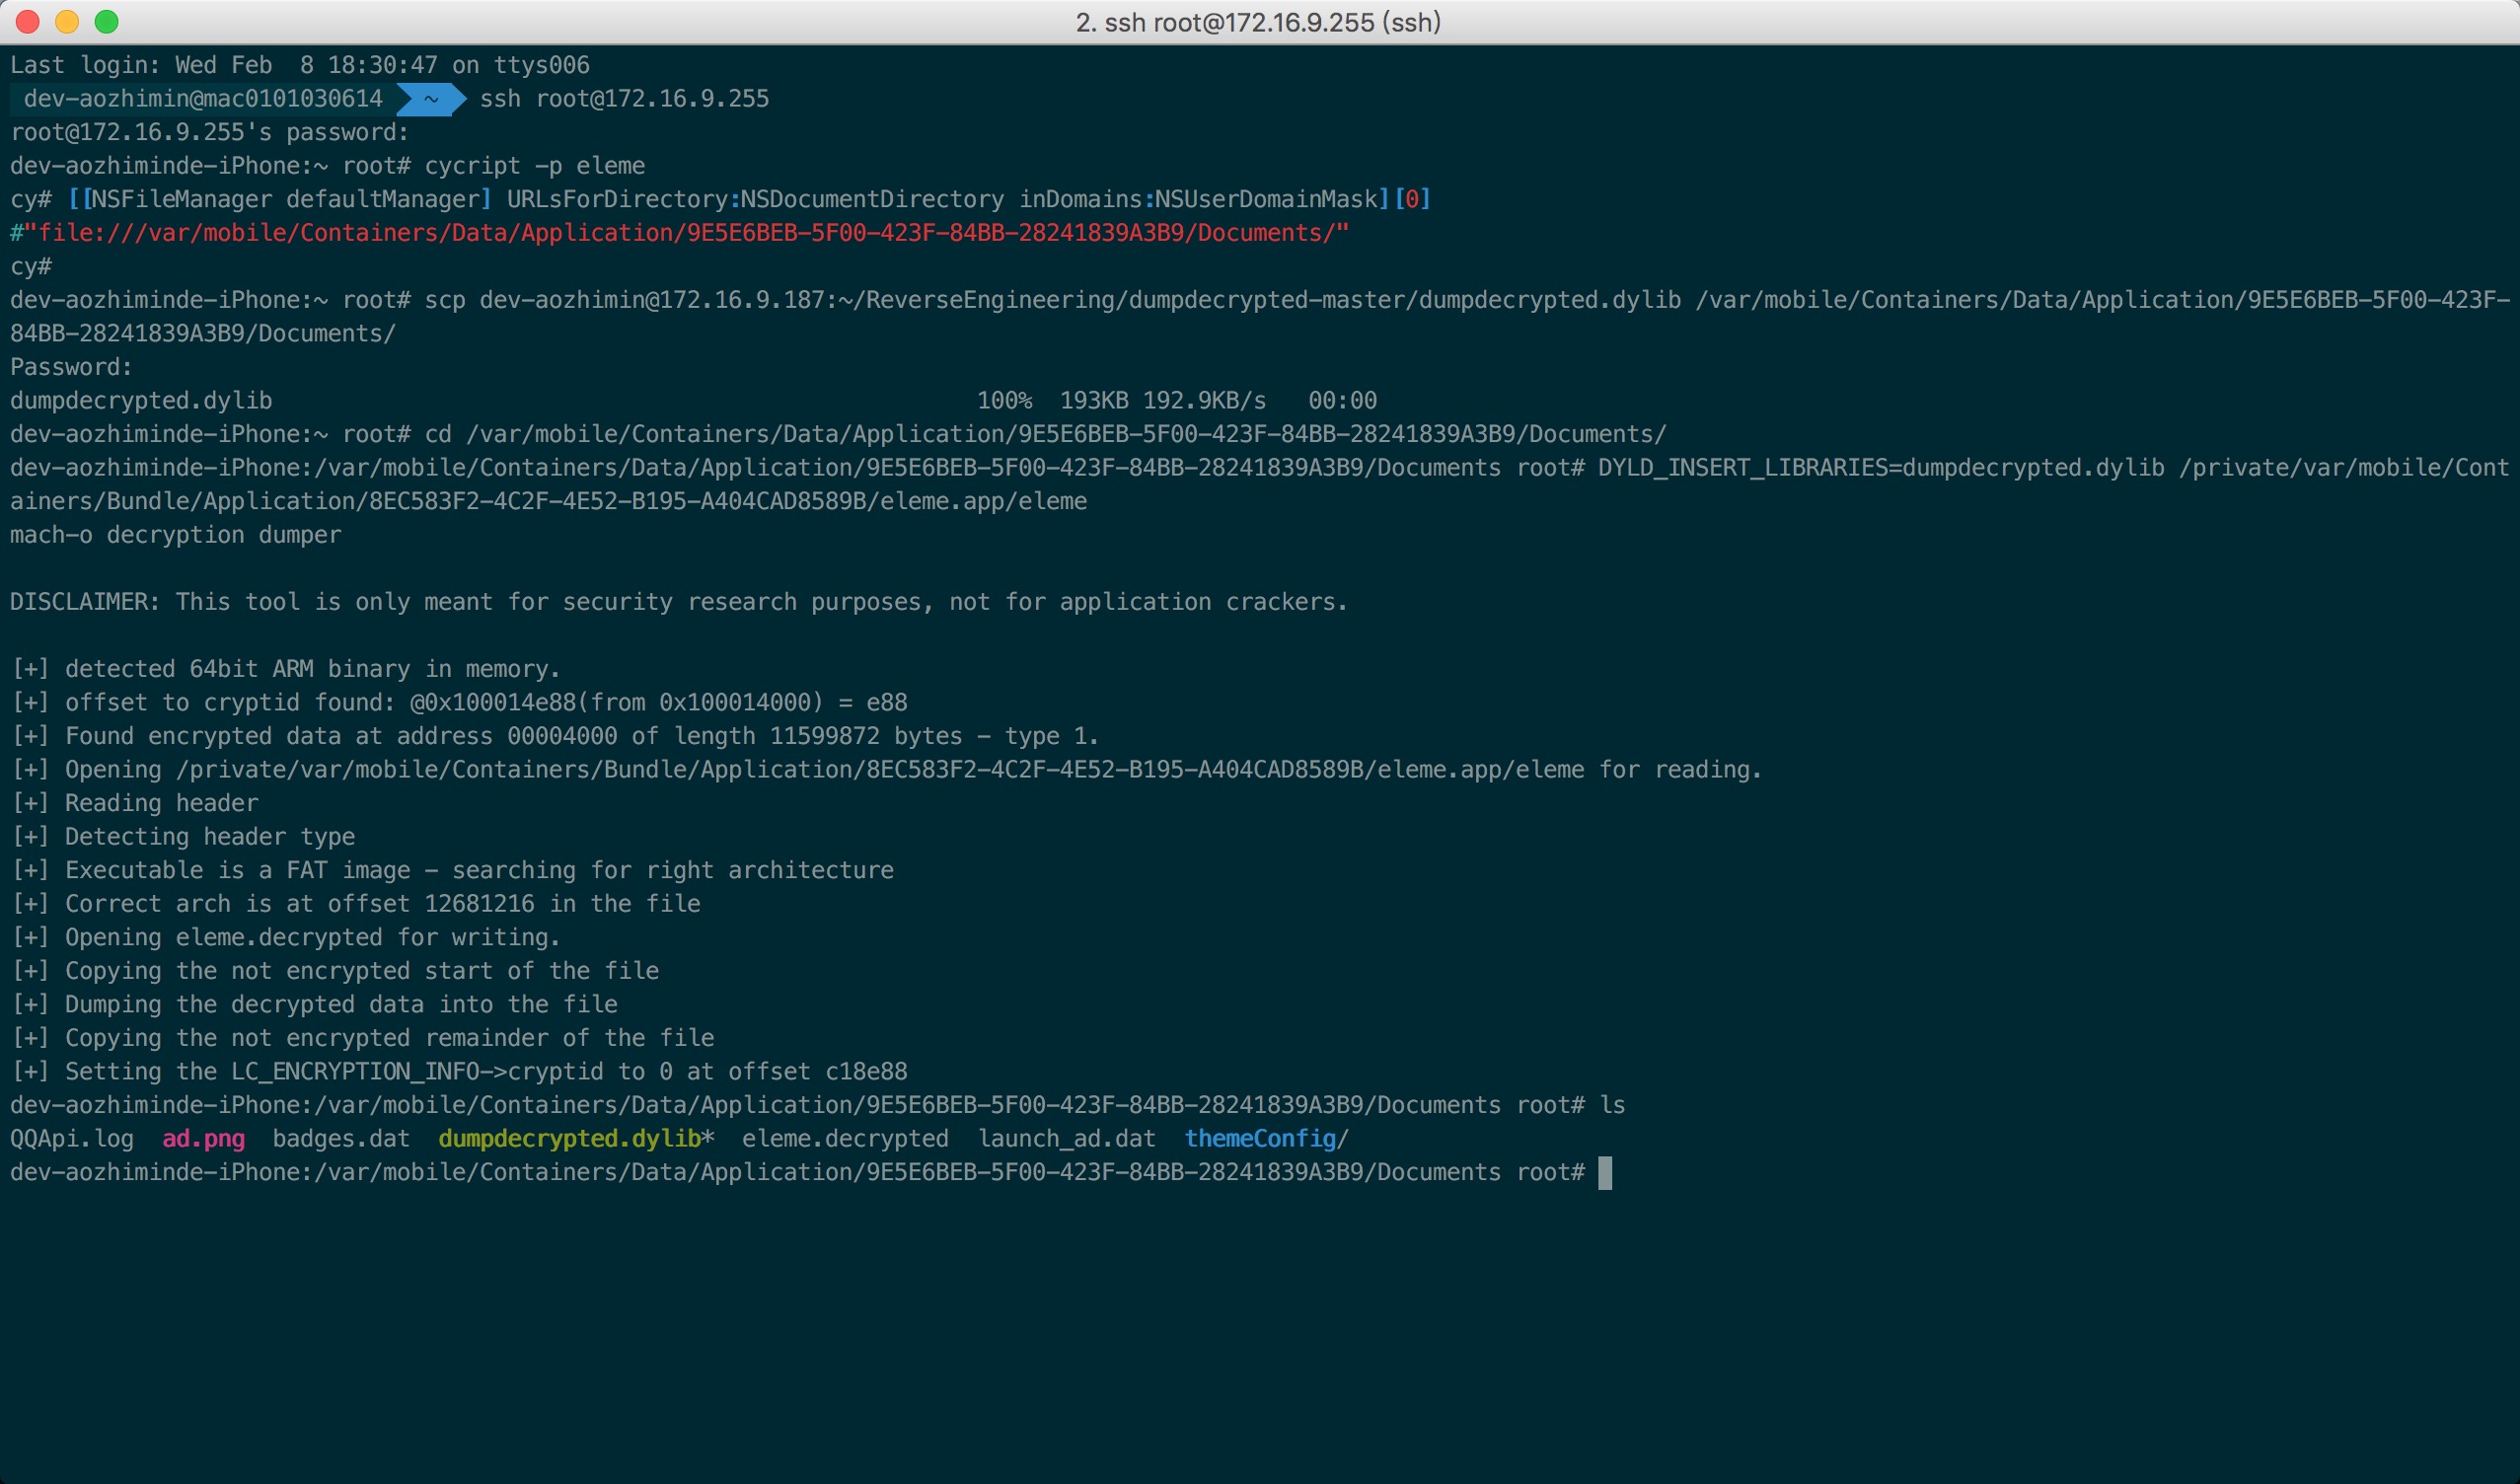 2. ssh root@172.16.9.255 (ssh)
Last login: Wed Feb  8 18:30:47 on ttys006
dev-aozhimin@mac0101030614 ~ ssh root@172.16.9.255
root@172.16.9.255's password:
dev-aozhiminde-iPhone:~ root# cycript -p eleme
cy# [[NSFileManager defaultManager] URLsForDirectory:NSDocumentDirectory inDomains:NSUserDomainMask][0]
#"file:///var/mobile/Containers/Data/Application/9E5E6BEB-5F00-423F-84BB-28241839A3B9/Documents/"
cy#
dev-aozhiminde-iPhone:~ root# scp dev-aozhimin@172.16.9.187:~/ReverseEngineering/dumpdecrypted-master/dumpdecrypted.dylib /var/mobile/Containers/Data/Application/9E5E6BEB-5F00-423F-
84BB-28241839A3B9/Documents/
Password:
dumpdecrypted.dylib 100%  193KB 192.9KB/s   00:00
dev-aozhiminde-iPhone:~ root# cd /var/mobile/Containers/Data/Application/9E5E6BEB-5F00-423F-84BB-28241839A3B9/Documents/
dev-aozhiminde-iPhone:/var/mobile/Containers/Data/Application/9E5E6BEB-5F00-423F-84BB-28241839A3B9/Documents root# DYLD_INSERT_LIBRARIES=dumpdecrypted.dylib /private/var/mobile/Cont
ainers/Bundle/Application/8EC583F2-4C2F-4E52-B195-A404CAD8589B/eleme.app/eleme
mach-o decryption dumper
DISCLAIMER: This tool is only meant for security research purposes, not for application crackers.
[+] detected 64bit ARM binary in memory.
[+] offset to cryptid found: @0x100014e88(from 0x100014000) = e88
[+] Found encrypted data at address 00004000 of length 11599872 bytes - type 1.
[+] Opening /private/var/mobile/Containers/Bundle/Application/8EC583F2-4C2F-4E52-B195-A404CAD8589B/eleme.app/eleme for reading.
[+] Reading header
[+] Detecting header type
[+] Executable is a FAT image - searching for right architecture
[+] Correct arch is at offset 12681216 in the file
[+] Opening eleme.decrypted for writing.
[+] Copying the not encrypted start of the file
[+] Dumping the decrypted data into the file
[+] Copying the not encrypted remainder of the file
[+] Setting the LC_ENCRYPTION_INFO->cryptid to 0 at offset c18e88
dev-aozhiminde-iPhone:/var/mobile/Containers/Data/Application/9E5E6BEB-5F00-423F-84BB-28241839A3B9/Documents root# ls
QQApi.log  ad.png  badges.dat  dumpdecrypted.dylib*  eleme.decrypted  launch_ad.dat  themeConfig/
dev-aozhiminde-iPhone:/var/mobile/Containers/Data/Application/9E5E6BEB-5F00-423F-84BB-28241839A3B9/Documents root#